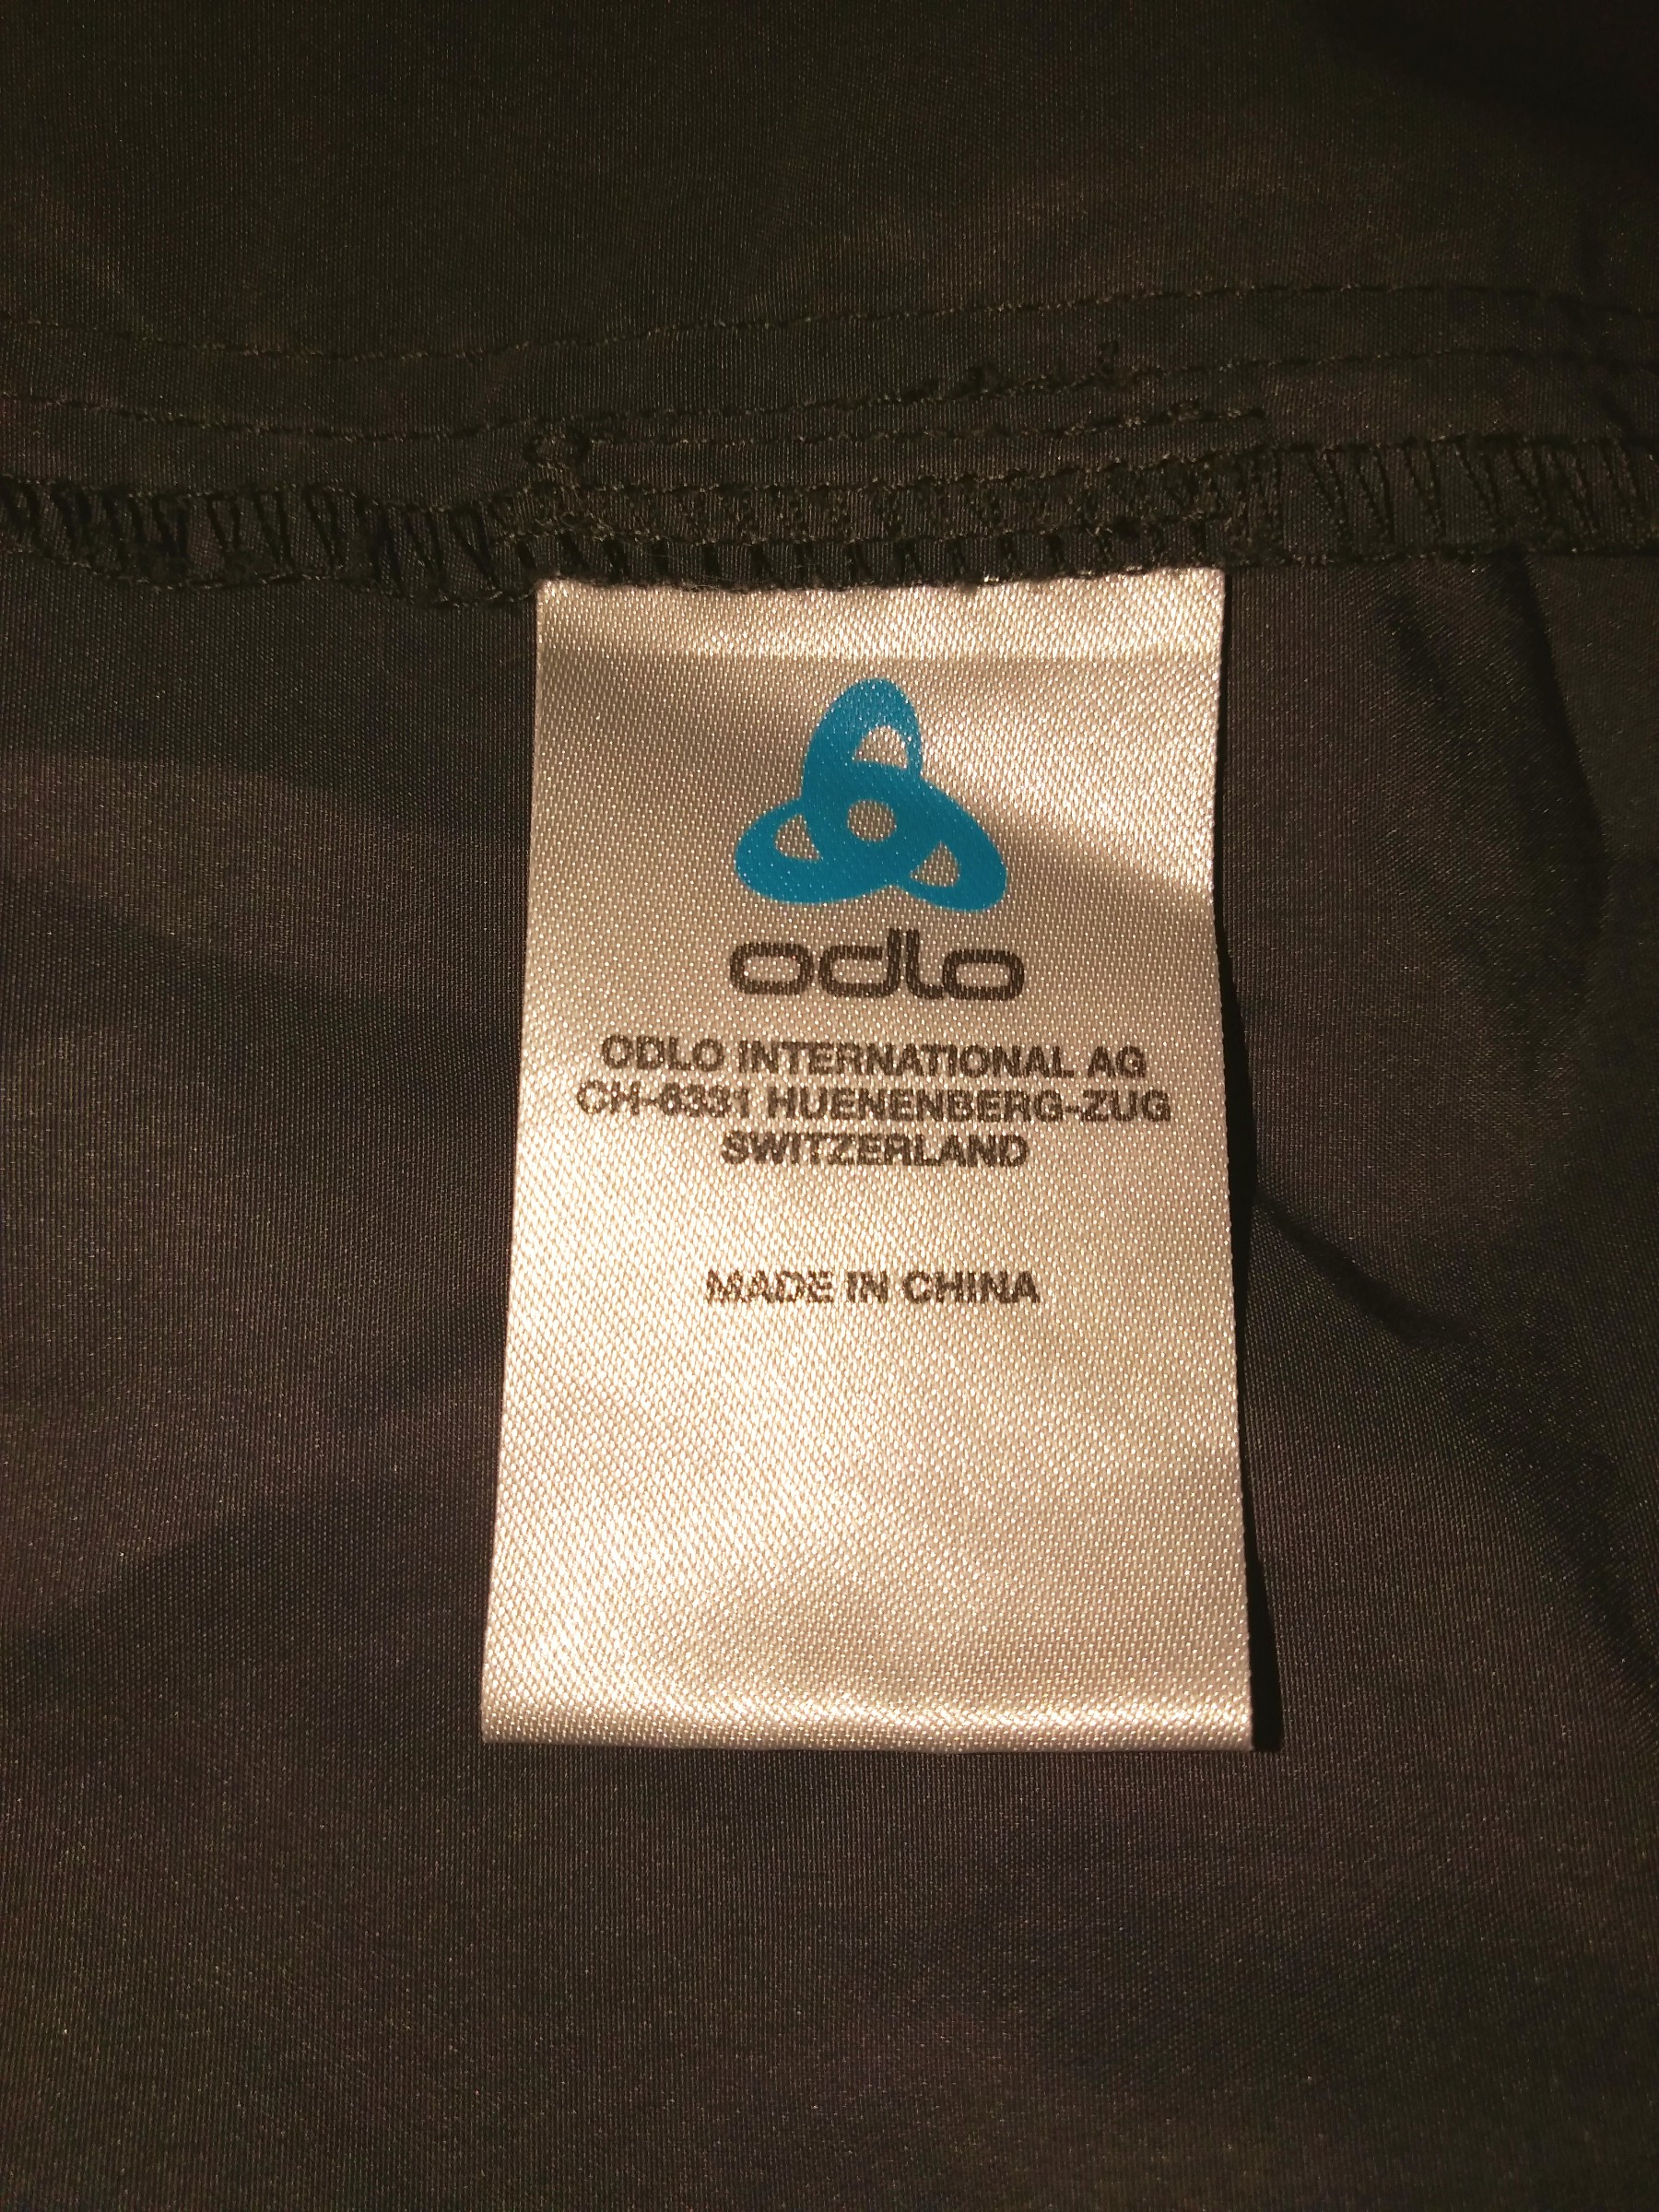 odlo
ODLO INTERNATIONAL AG
CH-6331 HUENENBERG-ZUG
SWITZERLAND
MADE IN CHINA